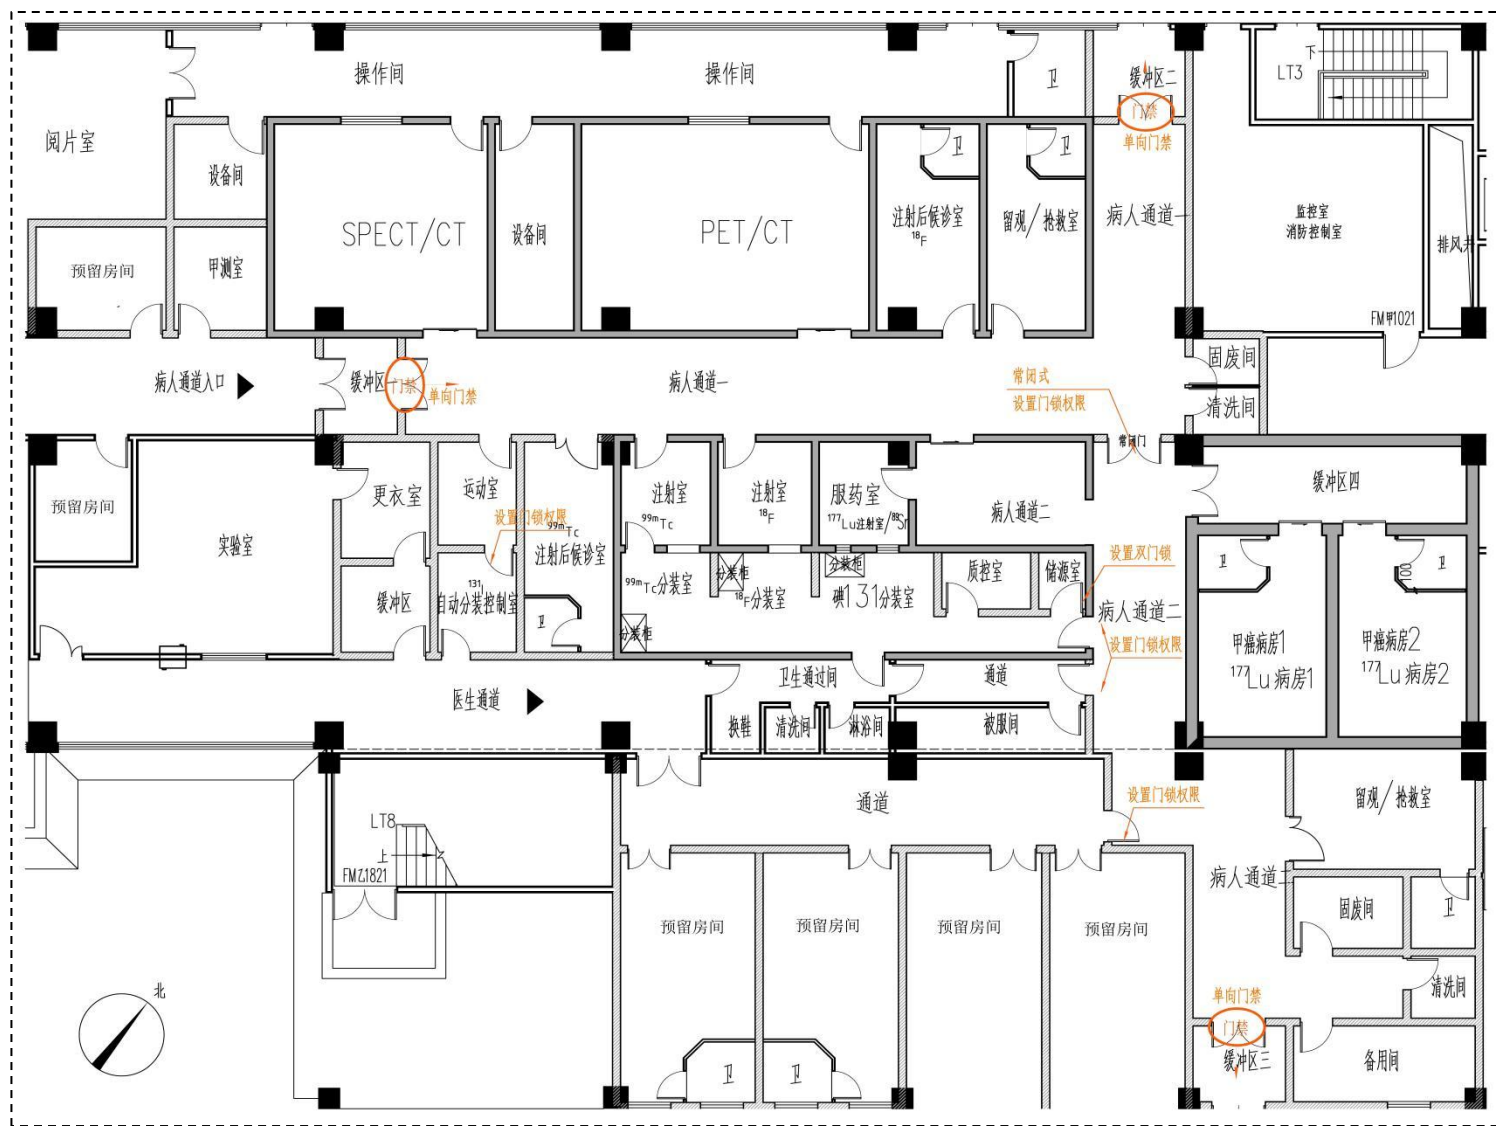 操作间
操作间
卫
缓冲区二
门禁
单向门禁
下
LT3
阅片室
设备间
SPECT/CT
设备间
PET/CT
卫
卫
注射后候诊室
18F
留观/抢救室
病人通道一
监控室
消防控制室
排风井
预留房间
甲测室
FM甲1021
病人通道入口
缓冲区一
门禁
单向门禁
病人通道一
常闭式
设置门锁权限
固废间
清洗间
常闭门
预留房间
实验室
更衣室
运动室
设置门锁权限
99mTc
注射后候诊室
注射室
99mTc
注射室
18F
服药室
177Lu注射室/89Sr
病人通道二
缓冲区四
缓冲区
131I
自动分装控制室
卫
99mTc分装室
分装柜
分装柜
18F分装室
分装柜
碘131分装室
质控室
储源室
设置双门锁
病人通道二
设置门锁权限
卫
卫
100
甲癌病房1
177Lu病房1
甲癌病房2
177Lu病房2
医生通道
卫生通过间
通道
换鞋
清洗间
淋浴间
被服间
LT8
上
FM乙1821
通道
设置门锁权限
留观/抢救室
病人通道二
固废间
卫
预留房间
预留房间
预留房间
预留房间
清洗间
北
单向门禁
门禁
缓冲区三
备用间
卫
卫